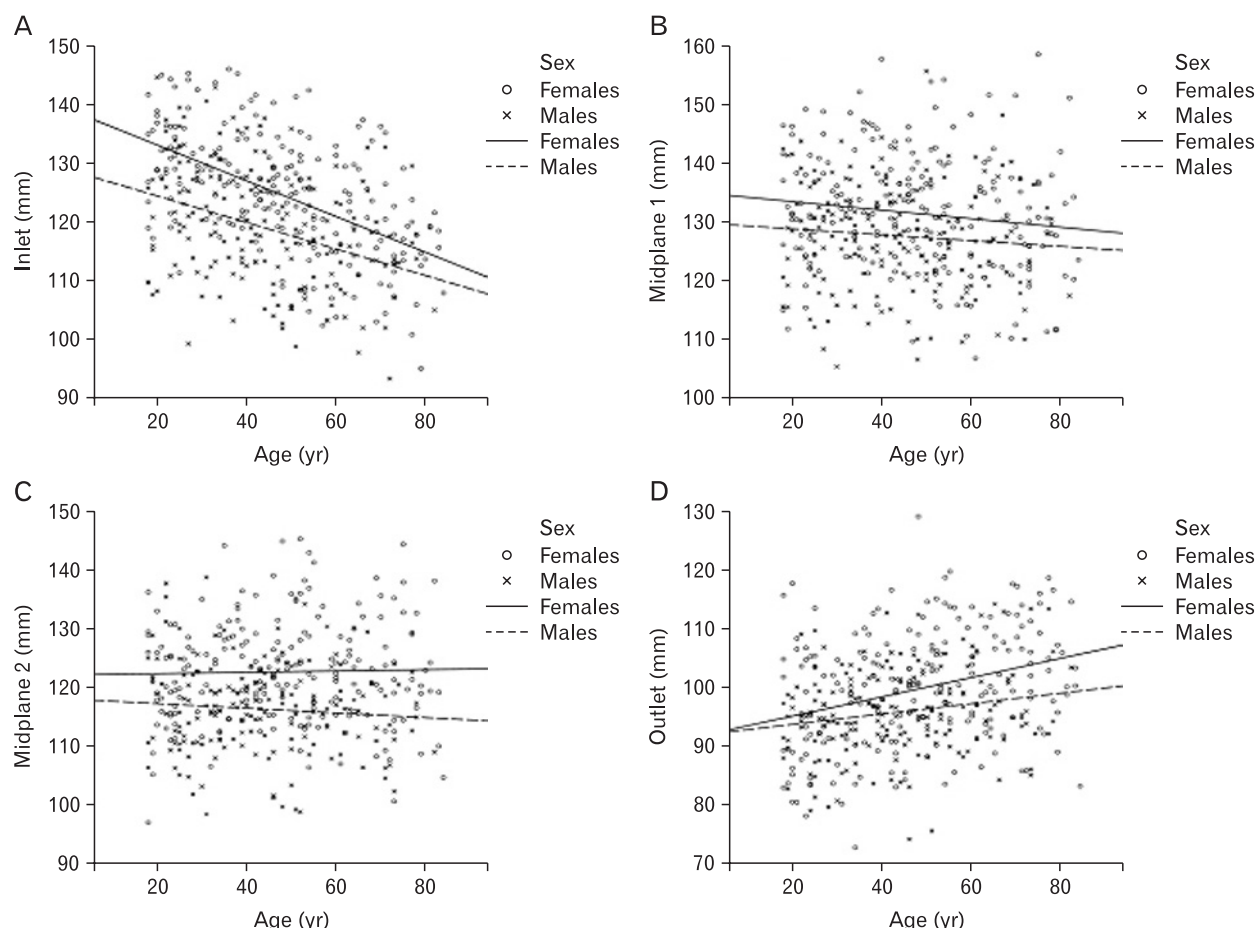 A
Inlet (mm)
150
140
130
120
110
100
90
20
40
60
80
Age (yr)
Sex
Females
Males
Females
Males
B
Midplane 1 (mm)
160
150
140
130
120
110
100
20
40
60
80
Age (yr)
Sex
Females
Males
Females
Males
C
Midplane 2 (mm)
150
140
130
120
110
100
90
20
40
60
80
Age (yr)
Sex
Females
Males
Females
Males
D
Outlet (mm)
130
120
110
100
90
80
70
20
40
60
80
Age (yr)
Sex
Females
Males
Females
Males